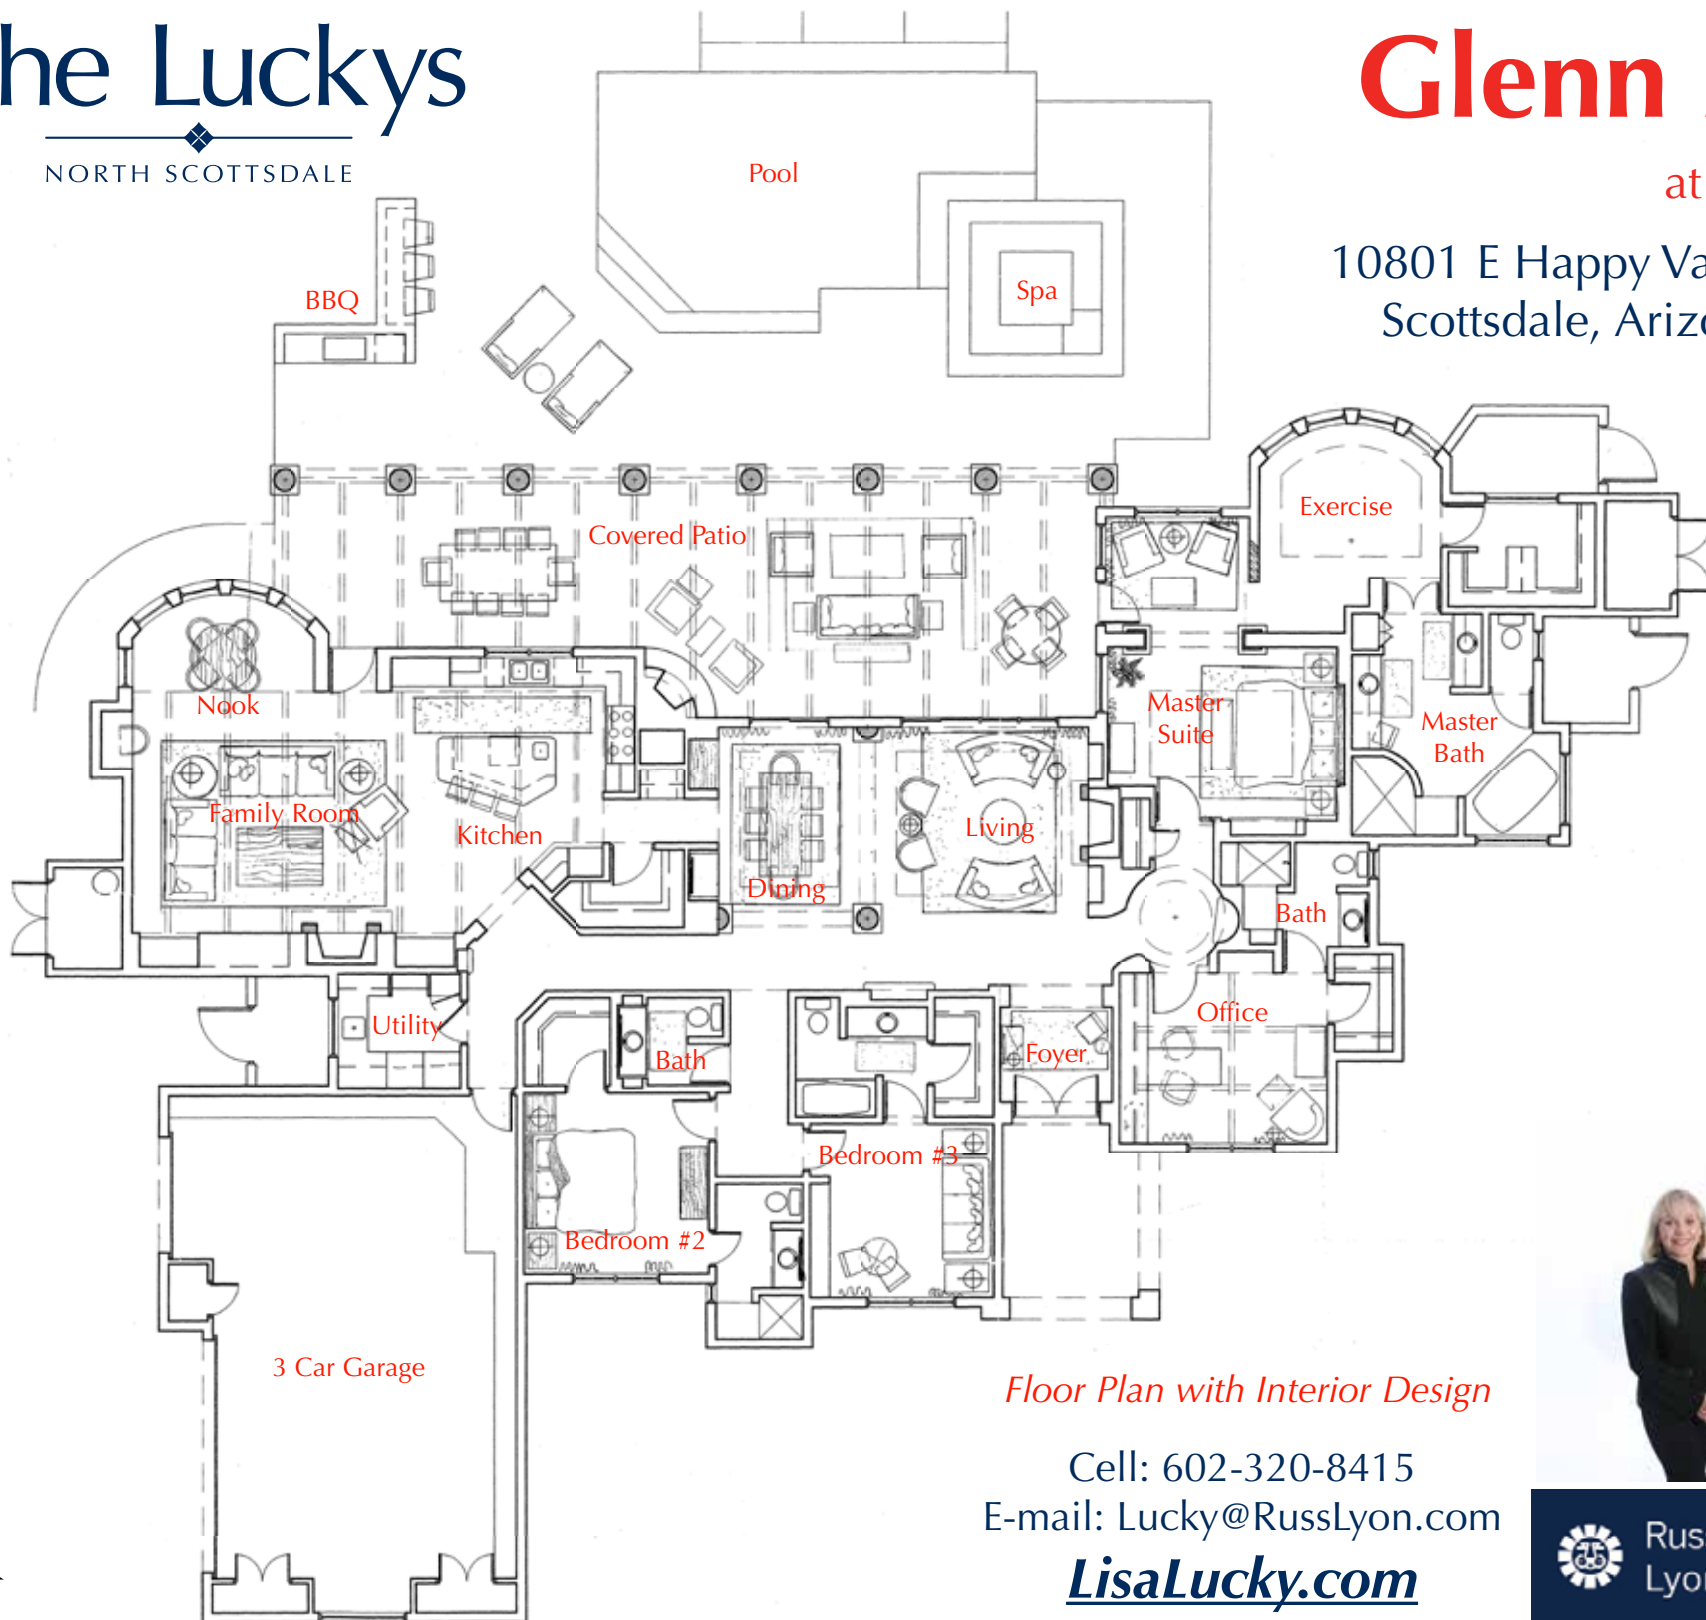 he Luckys
NORTH SCOTTSDALE
Glenn
at
10801 E Happy Va
Scottsdale, Arizo
Pool
Spa
BBQ
Exercise
Covered Patio
Nook
Master
Suite
Master
Bath
Family Room
Kitchen
Living
Dining
Bath
Office
Utility
Foyer
Bath
Bedroom #3
Bedroom #2
3 Car Garage
Floor Plan with Interior Design
Cell: 602-320-8415
E-mail: Lucky@RussLyon.com
LisaLucky.com
Rus
Lyon